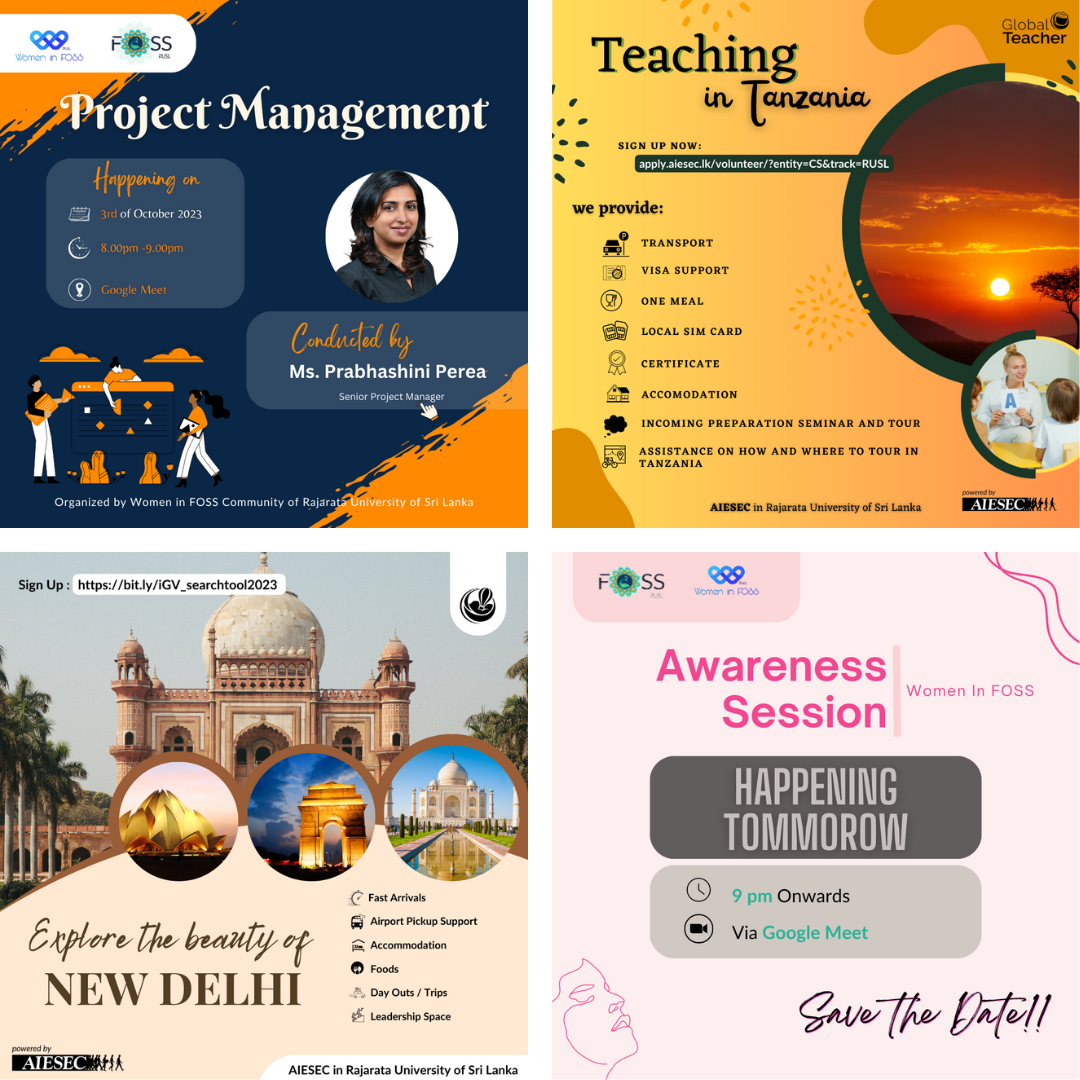 Women in FOSS
RUSL
FOSS
RUSL
Project Management
Happening on
3rd of October 2023
8.00pm -9.00pm
Google Meet
Conducted by
Ms. Prabhashini Perea
Senior Project Manager
Organized by Women in FOSS Community of Rajarata University of Sri Lanka
Global
Teacher
Teaching
in Tanzania
SIGN UP NOW:
apply.aiesec.lk/volunteer/?entity=CS&track=RUSL
we provide:
TRANSPORT
VISA SUPPORT
ONE MEAL
LOCAL SIM CARD
CERTIFICATE
ACCOMODATION
INCOMING PREPARATION SEMINAR AND TOUR
ASSISTANCE ON HOW AND WHERE TO TOUR IN
TANZANIA
A
AIESEC in Rajarata University of Sri Lanka
powered by
AIESEC
Sign Up : https://bit.ly/iGV_searchtool2023
Fast Arrivals
Airport Pickup Support
Accommodation
Foods
Day Outs / Trips
Leadership Space
Explore the beauty of
NEW DELHI
powered by
AIESEC
AIESEC in Rajarata University of Sri Lanka
FOSS
RUSL
Women in FOSS
Awareness
Session
Women In FOSS
HAPPENING
TOMMOROW
9 pm Onwards
Via Google Meet
Save the Date!!